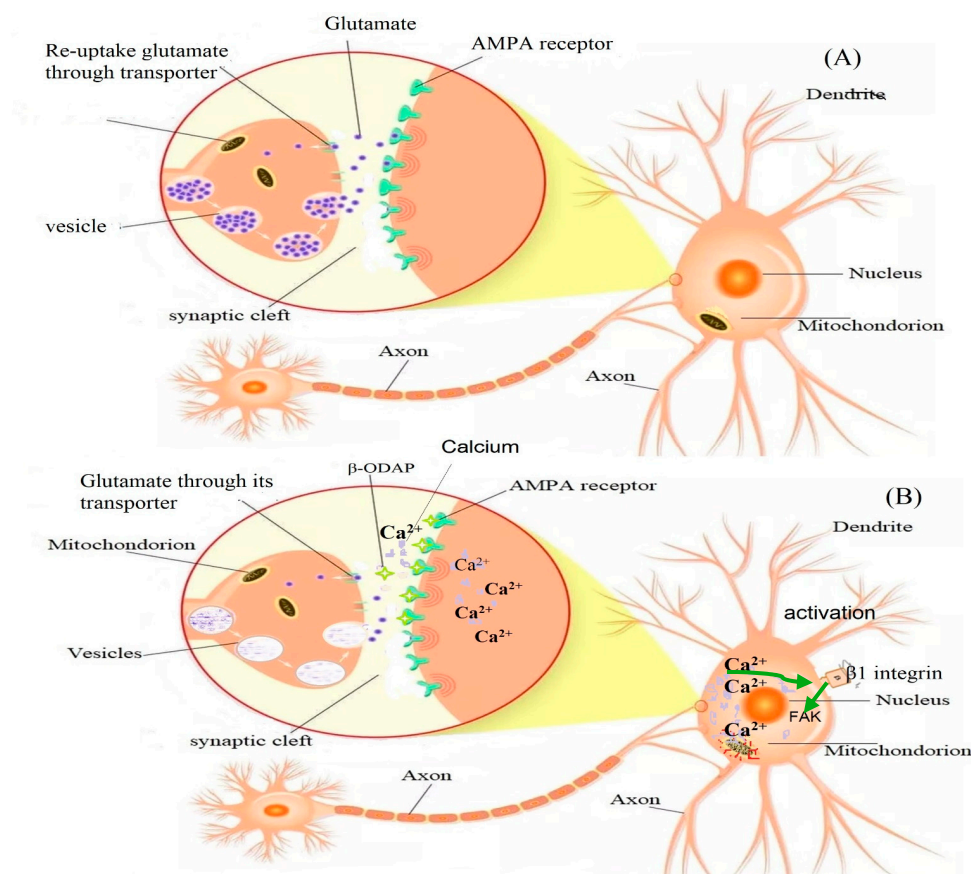 Glutamate
Re-uptake glutamate
through transporter
AMPA receptor
(A)
Dendrite
vesicle
synaptic cleft
Nucleus
Mitochondorion
Axon
Axon
Calcium
β-ODAP
Glutamate through its
transporter
AMPA receptor
(B)
Ca²⁺
Dendrite
Mitochondorion
Ca²⁺
Ca²⁺
Ca²⁺
Ca²⁺
activation
Vesicles
Ca²⁺
β1 integrin
Ca²⁺
Nucleus
FAK
Ca²⁺
synaptic cleft
Mitochondorion
Axon
Axon